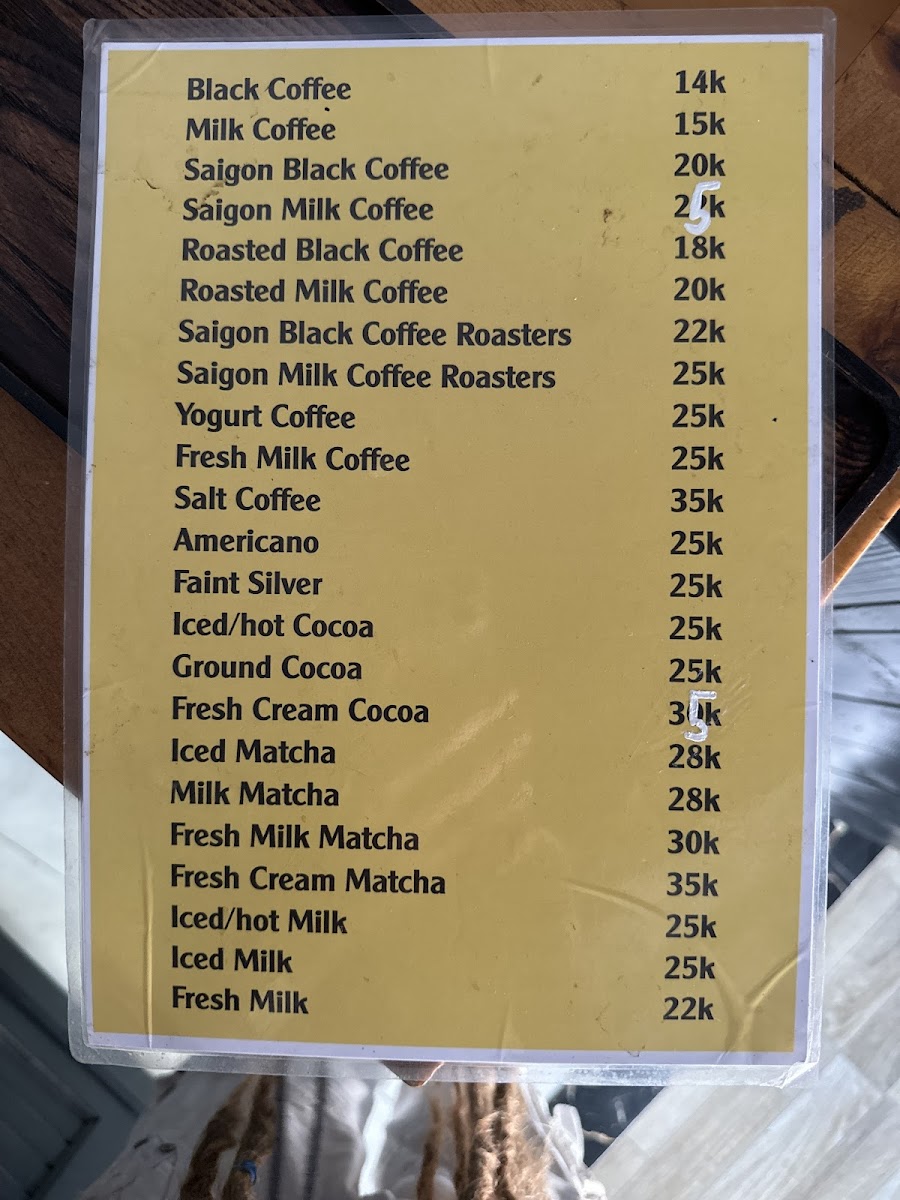 Black Coffee 14k
Milk Coffee 15k
Saigon Black Coffee 20k
Saigon Milk Coffee 25k
Roasted Black Coffee 18k
Roasted Milk Coffee 20k
Saigon Black Coffee Roasters 22k
Saigon Milk Coffee Roasters 25k
Yogurt Coffee 25k
Fresh Milk Coffee 25k
Salt Coffee 35k
Americano 25k
Faint Silver 25k
Iced/hot Cocoa 25k
Ground Cocoa 25k
Fresh Cream Cocoa 35k
Iced Matcha 28k
Milk Matcha 28k
Fresh Milk Matcha 30k
Fresh Cream Matcha 35k
Iced/hot Milk 25k
Iced Milk 25k
Fresh Milk 22k